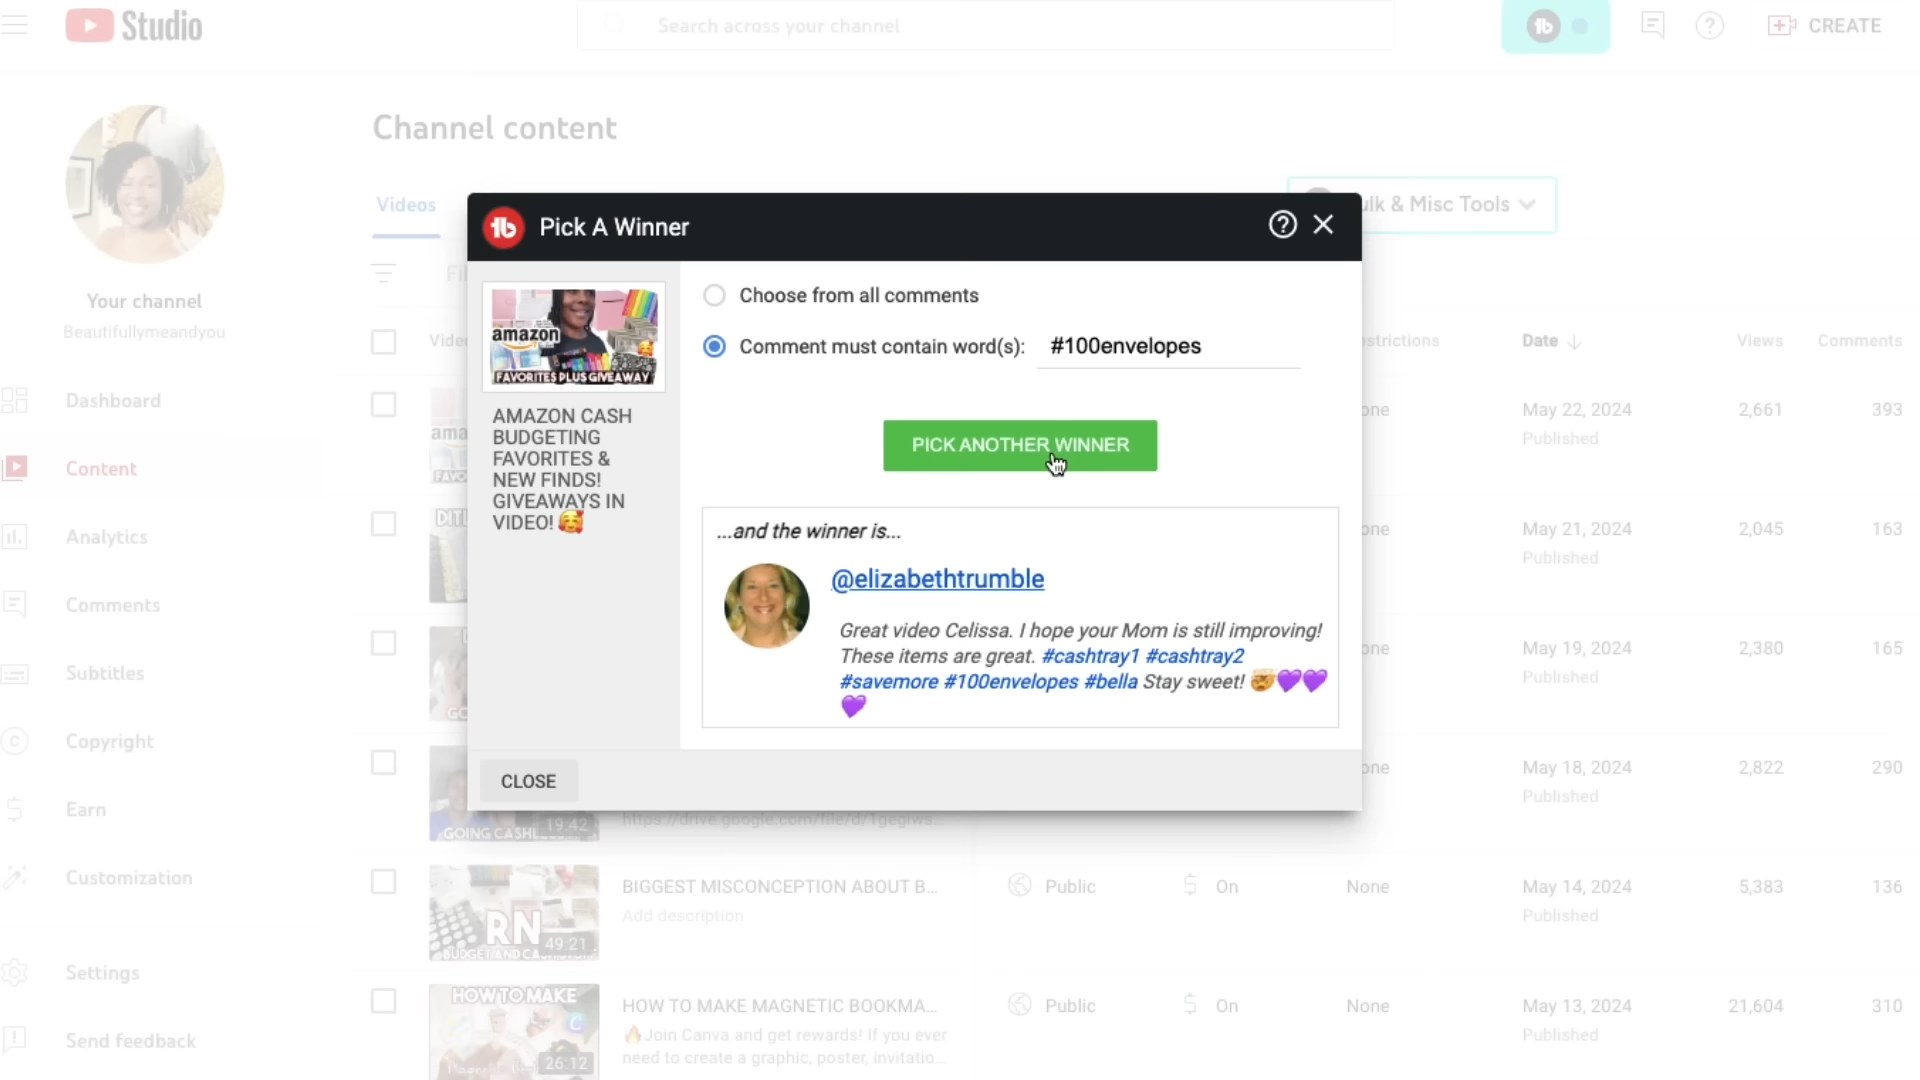 Studio
Search across your channel
CREATE
Channel content
Videos
ulk & Misc Tools
Pick A Winner
Your channel
Beautifullymeandyou
Choose from all comments
Comment must contain word(s): #100envelopes
amazon
FAVORITES PLUS GIVEAWAY
AMAZON CASH
BUDGETING
FAVORITES &
NEW FINDS!
GIVEAWAYS IN
VIDEO! 🥰
PICK ANOTHER WINNER
...and the winner is...
@elizabethtrumble
Great video Celissa. I hope your Mom is still improving!
These items are great. #cashtray1 #cashtray2
#savemore #100envelopes #bella Stay sweet! 🤯💜💜
💜
CLOSE
Date
Views
Comments
May 22, 2024
Published
2,661
393
May 21, 2024
Published
2,045
163
May 19, 2024
Published
2,380
165
May 18, 2024
Published
2,822
290
Dashboard
Content
Analytics
Comments
Subtitles
Copyright
Earn
Customization
Settings
Send feedback
19:42
BIGGEST MISCONCEPTION ABOUT B...
Add description
RN
49:21
Public
On
None
May 14, 2024
Published
5,383
136
HOW TO MAKE
26:12
HOW TO MAKE MAGNETIC BOOKMA...
🔥Join Canva and get rewards! If you ever
need to create a graphic, poster, invitatio...
Public
On
None
May 13, 2024
Published
21,604
310